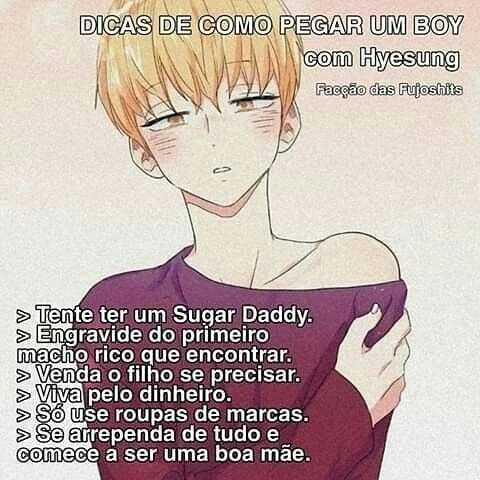 DICAS DE COMO PEGAR UM BOY
com Hyesung
Facção das Fujoshits
> Tente ter um Sugar Daddy.
> Engravide do primeiro
macho rico que encontrar.
> Venda o filho se precisar.
> Viva pelo dinheiro.
> Só use roupas de marcas.
> Se arrependa de tudo e
comece a ser uma boa mãe.